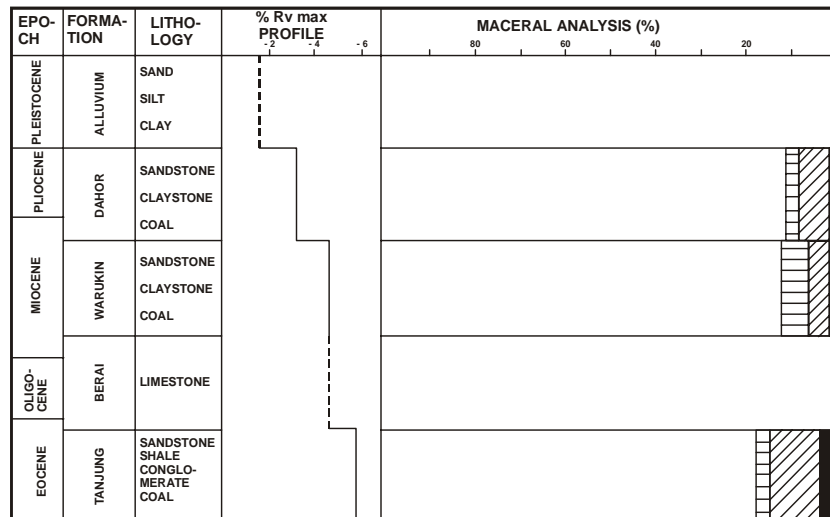 EPO-
CH
FORMA-
TION
LITHO-
LOGY
% Rv max
PROFILE
- 2 - 4 - 6
MACERAL ANALYSIS (%)
80 60 40 20
PLEISTOCENE
ALLUVIUM
SAND
SILT
CLAY
PLIOCENE
DAHOR
SANDSTONE
CLAYSTONE
COAL
MIOCENE
WARUKIN
SANDSTONE
CLAYSTONE
COAL
OLIGO-
CENE
BERAI
LIMESTONE
EOCENE
TANJUNG
SANDSTONE
SHALE
CONGLO-
MERATE
COAL